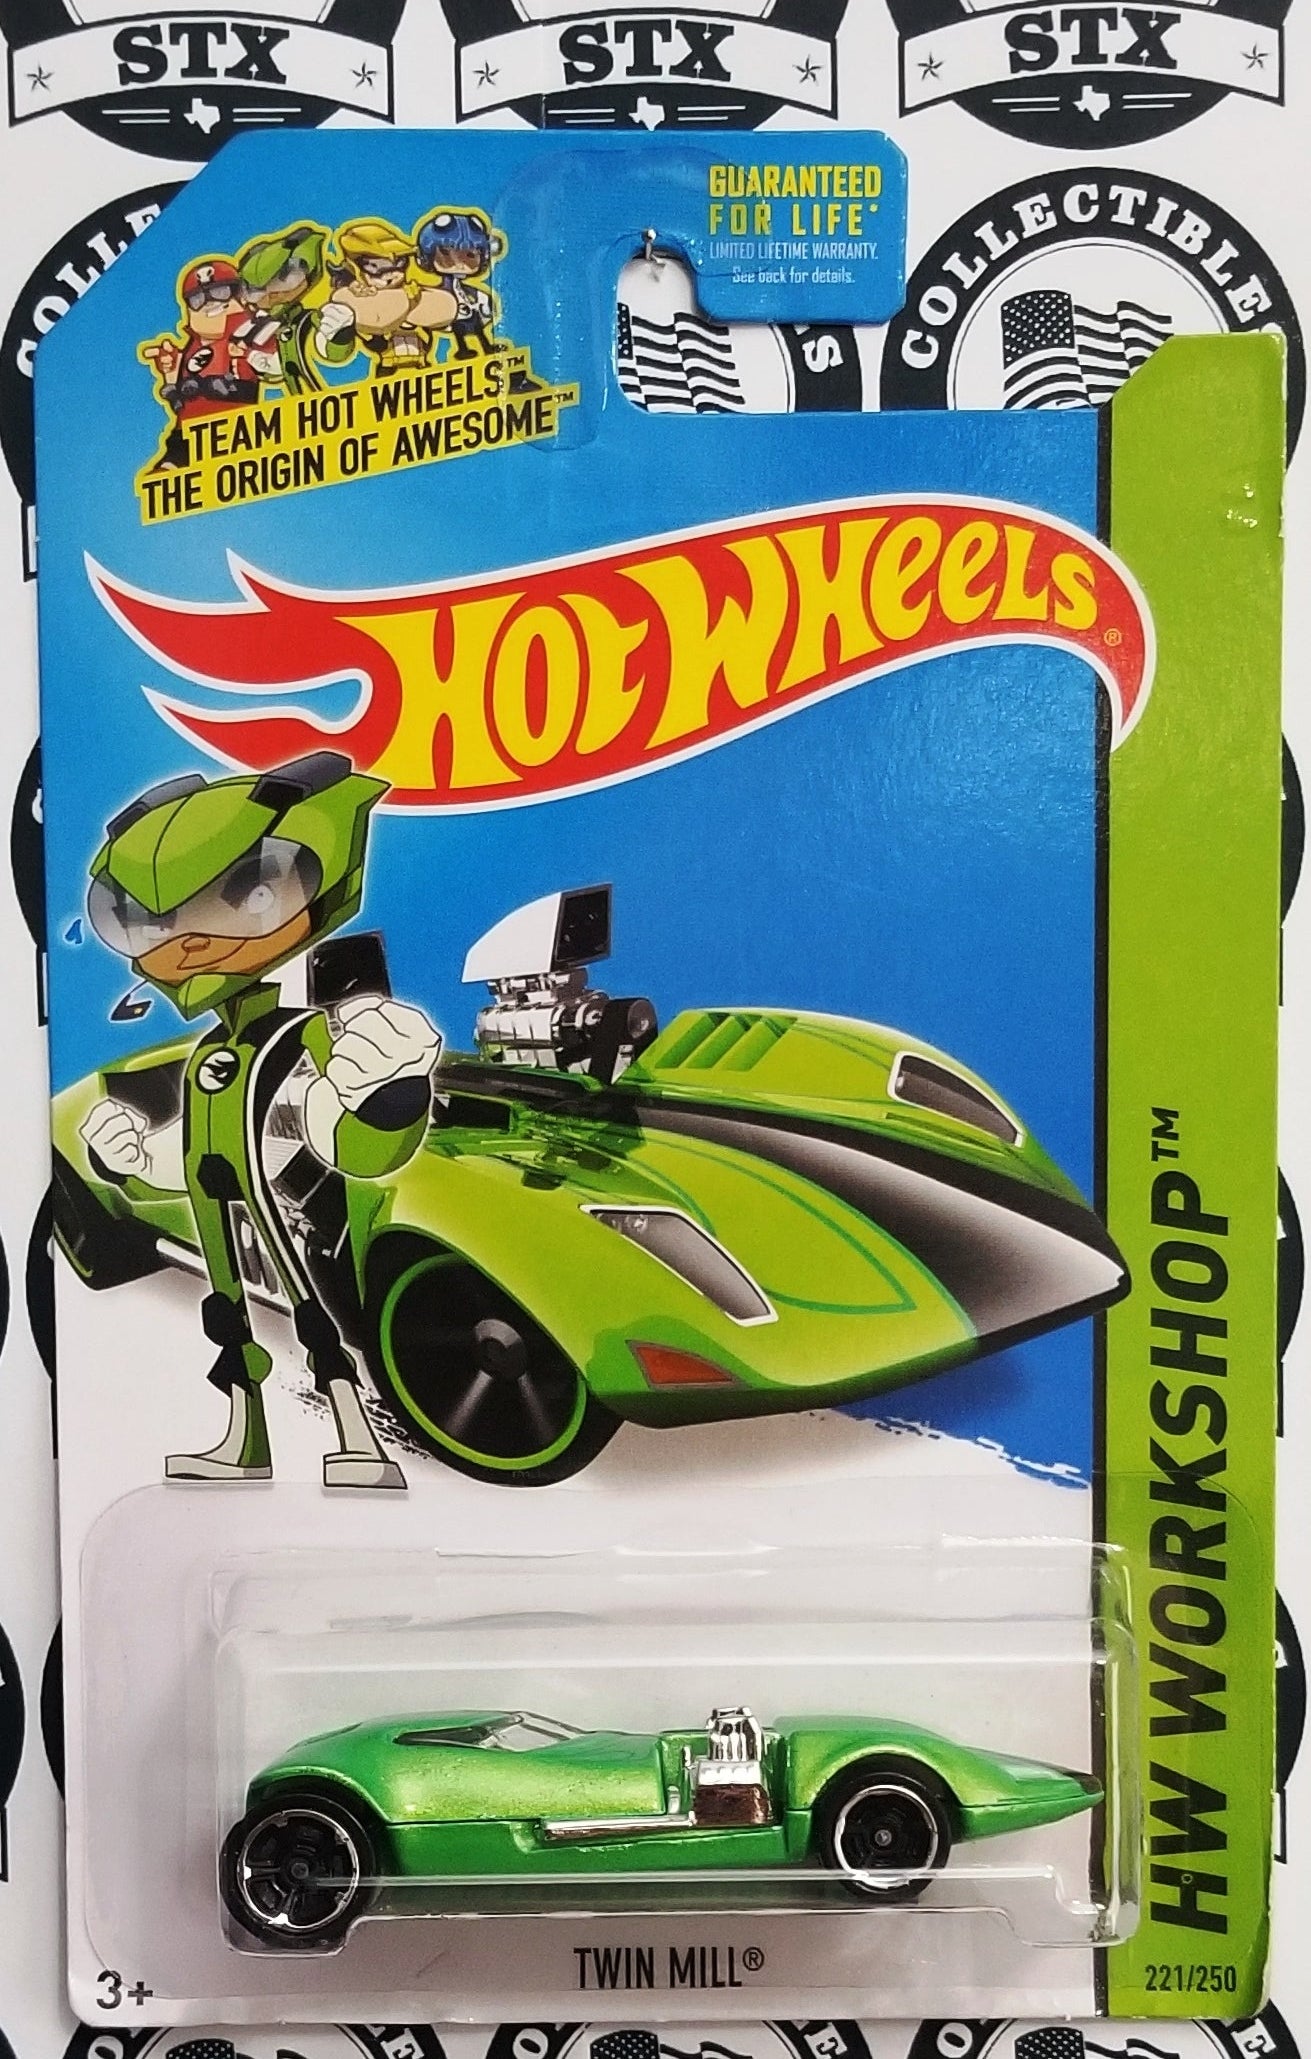 STX
STX
STX
COLLECTIBLES
GUARANTEED
FOR LIFE*
LIMITED LIFETIME WARRANTY.
See back for details.
TEAM HOT WHEELS™
THE ORIGIN OF AWESOME™
HOT WHEELS®
HW WORKSHOP™
TWIN MILL®
3+
221/250